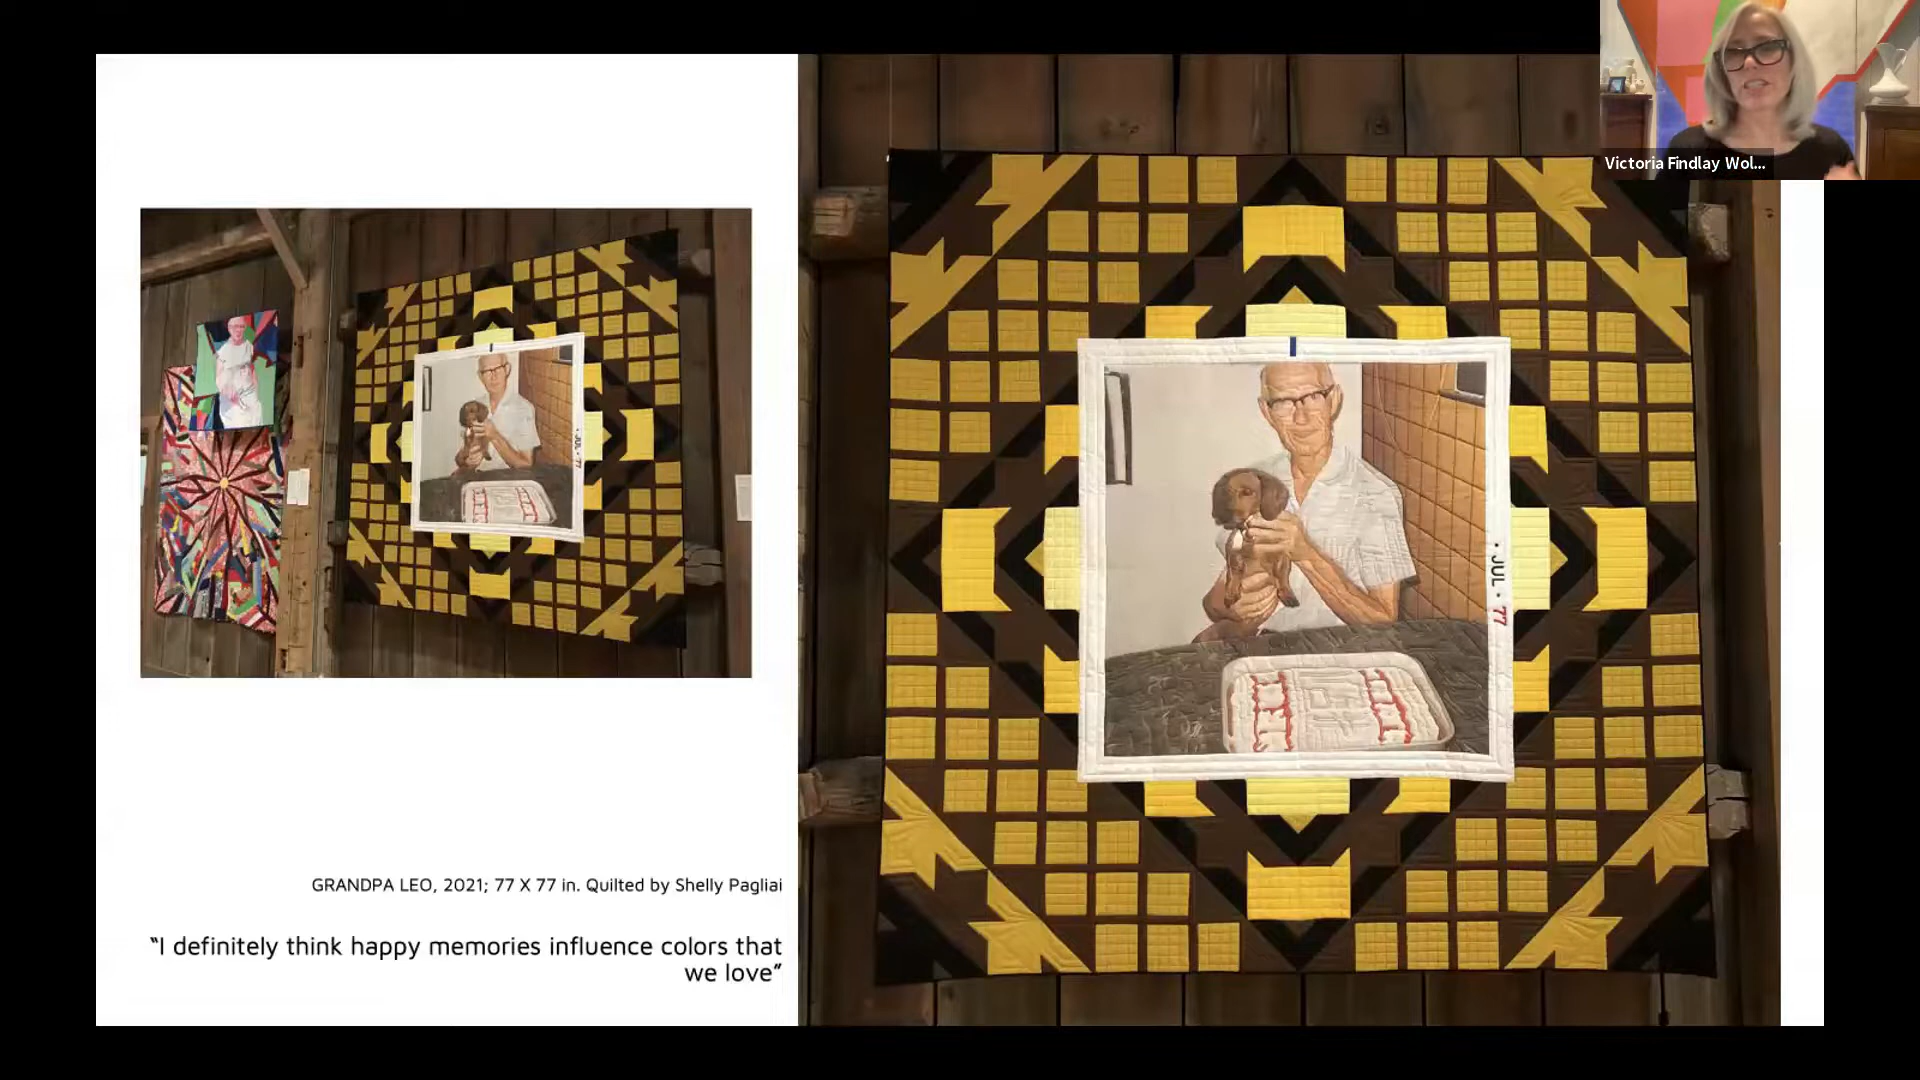 Victoria Findlay Wol...
• JUL • 77
GRANDPA LEO, 2021; 77 X 77 in. Quilted by Shelly Pagliai
“I definitely think happy memories influence colors that
we love”